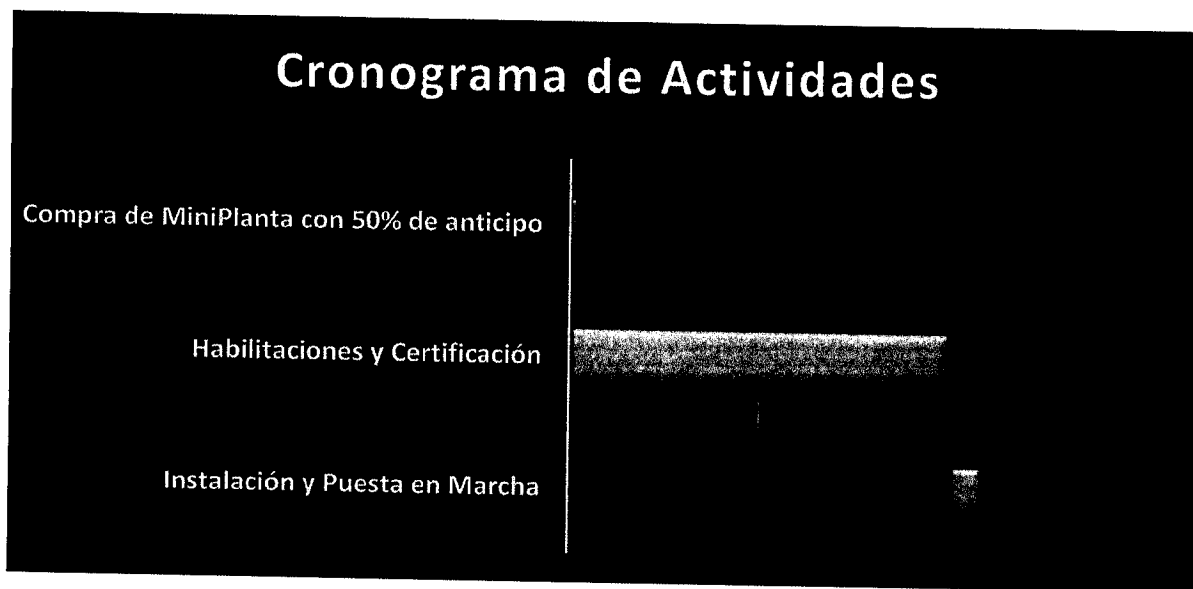 Cronograma de Actividades
Compra de MiniPlanta con 50% de anticipo
Habilitaciones y Certificación
Instalación y Puesta en Marcha